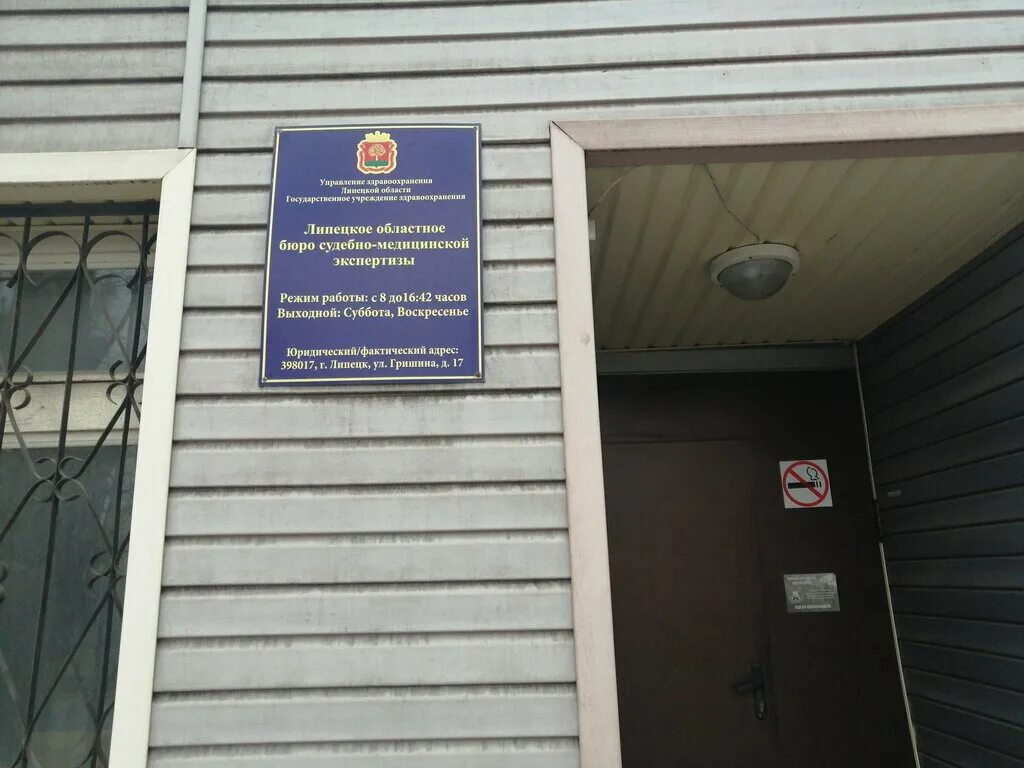 Управление здравоохранения
Липецкой области
Государственное учреждение здравоохранения
Липецкое областное
бюро судебно-медицинской
экспертизы
Режим работы: с 8 до16:42 часов
Выходной: Суббота, Воскресенье
Юридический/фактический адрес:
398017, г. Липецк, ул. Гришина, д. 17